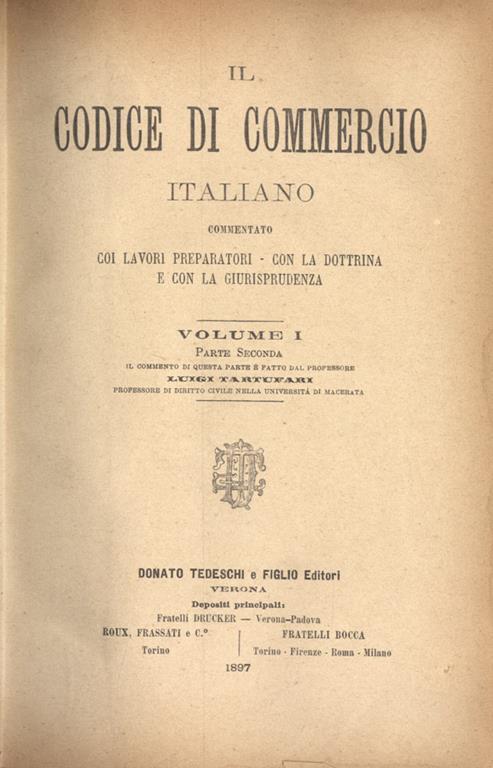 IL
CODICE DI COMMERCIO
ITALIANO
COMMENTATO
COI LAVORI PREPARATORI - CON LA DOTTRINA
E CON LA GIURISPRUDENZA
VOLUME I
PARTE SECONDA
IL COMMENTO DI QUESTA PARTE È FATTO DAL PROFESSORE
LUIGI TARTUFARI
PROFESSORE DI DIRITTO CIVILE NELLA UNIVERSITÁ DI MACERATA
DONATO TEDESCHI e FIGLIO Editori
VERONA
Depositi principali:
Fratelli DRUCKER — Verona-Padova
ROUX, FRASSATI e C.º
Torino
FRATELLI BOCCA
Torino - Firenze - Roma - Milano
1897